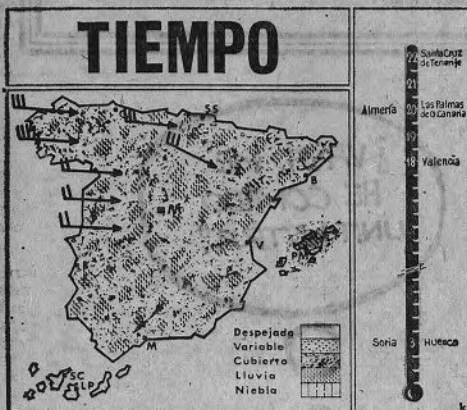 TIEMPO
SS
B
M
V
P
S
M
SC
LP
Despejado
Variable
Cubierto
Lluvia
Niebla
22
Santa Cruz
de Tenerife
21
Almería
20
Las Palmas
de G. Canaria
19
18
Valencia
Soria
3
Huesca